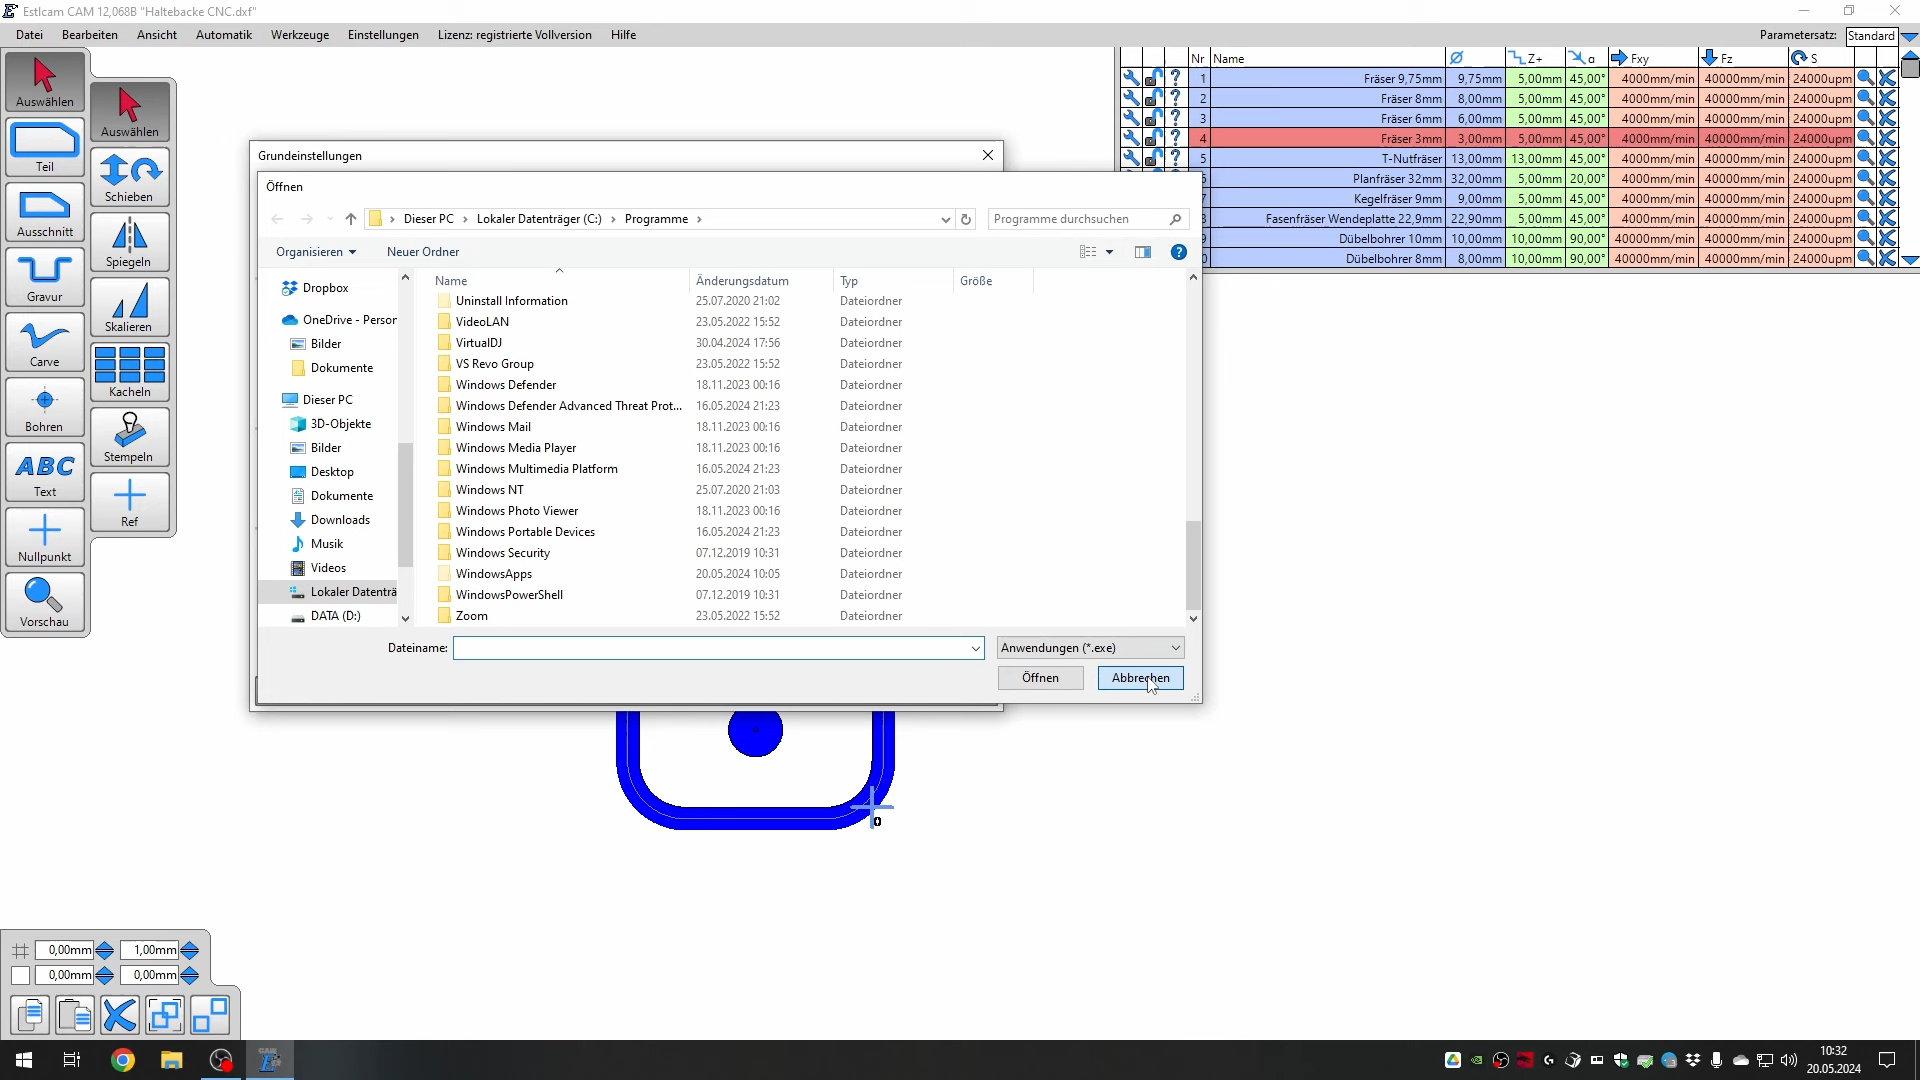 Estlcam CAM 12,068B "Haltebacke CNC.dxf"
Datei Bearbeiten Ansicht Automatik Werkzeuge Einstellungen Lizenz: registrierte Vollversion Hilfe
Parametersatz: Standard
Auswählen
Teil
Ausschnitt
Gravur
Carve
Bohren
ABC
Text
Nullpunkt
Vorschau
Auswählen
Schieben
Spiegeln
Skalieren
Kacheln
Stempeln
Ref
Nr Name Ø Z+ α Fxy Fz S
1 Fräser 9,75mm 9,75mm 5,00mm 45,00° 4000mm/min 40000mm/min 24000upm
2 Fräser 8mm 8,00mm 5,00mm 45,00° 4000mm/min 40000mm/min 24000upm
3 Fräser 6mm 6,00mm 5,00mm 45,00° 4000mm/min 40000mm/min 24000upm
4 Fräser 3mm 3,00mm 5,00mm 45,00° 4000mm/min 40000mm/min 24000upm
5 T-Nutfräser 13,00mm 13,00mm 45,00° 4000mm/min 40000mm/min 24000upm
Planfräser 32mm 32,00mm 5,00mm 20,00° 4000mm/min 40000mm/min 24000upm
Kegelfräser 9mm 9,00mm 5,00mm 45,00° 4000mm/min 40000mm/min 24000upm
Fasenfräser Wendeplatte 22,9mm 22,90mm 5,00mm 45,00° 4000mm/min 40000mm/min 24000upm
Dübelbohrer 10mm 10,00mm 10,00mm 90,00° 40000mm/min 40000mm/min 24000upm
Dübelbohrer 8mm 8,00mm 10,00mm 90,00° 40000mm/min 40000mm/min 24000upm
Grundeinstellungen
Öffnen
Dieser PC › Lokaler Datenträger (C:) › Programme ›
Programme durchsuchen
Organisieren Neuer Ordner
Dropbox
OneDrive - Person
Bilder
Dokumente
Dieser PC
3D-Objekte
Bilder
Desktop
Dokumente
Downloads
Musik
Videos
Lokaler Datenträ
DATA (D:)
Name Änderungsdatum Typ Größe
Uninstall Information 25.07.2020 21:02 Dateiordner
VideoLAN 23.05.2022 15:52 Dateiordner
VirtualDJ 30.04.2024 17:56 Dateiordner
VS Revo Group 23.05.2022 15:52 Dateiordner
Windows Defender 18.11.2023 00:16 Dateiordner
Windows Defender Advanced Threat Prot... 16.05.2024 21:23 Dateiordner
Windows Mail 18.11.2023 00:16 Dateiordner
Windows Media Player 18.11.2023 00:16 Dateiordner
Windows Multimedia Platform 16.05.2024 21:23 Dateiordner
Windows NT 25.07.2020 21:03 Dateiordner
Windows Photo Viewer 18.11.2023 00:16 Dateiordner
Windows Portable Devices 16.05.2024 21:23 Dateiordner
Windows Security 07.12.2019 10:31 Dateiordner
WindowsApps 20.05.2024 10:05 Dateiordner
WindowsPowerShell 07.12.2019 10:31 Dateiordner
Zoom 23.05.2022 15:52 Dateiordner
Dateiname: Anwendungen (*.exe)
Öffnen Abbrechen
0
0,00mm 1,00mm
0,00mm 0,00mm
10:32
20.05.2024